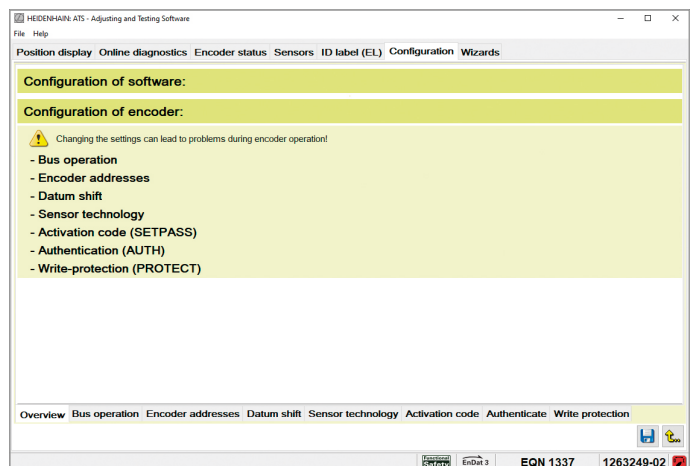 HEIDENHAIN: ATS - Adjusting and Testing Software
File Help
Position display Online diagnostics Encoder status Sensors ID label (EL) Configuration Wizards
Configuration of software:
Configuration of encoder:
Changing the settings can lead to problems during encoder operation!
- Bus operation
- Encoder addresses
- Datum shift
- Sensor technology
- Activation code (SETPASS)
- Authentication (AUTH)
- Write-protection (PROTECT)
Overview Bus operation Encoder addresses Datum shift Sensor technology Activation code Authenticate Write protection
Functional Safety EnDat 3 EQN 1337 1263249-02